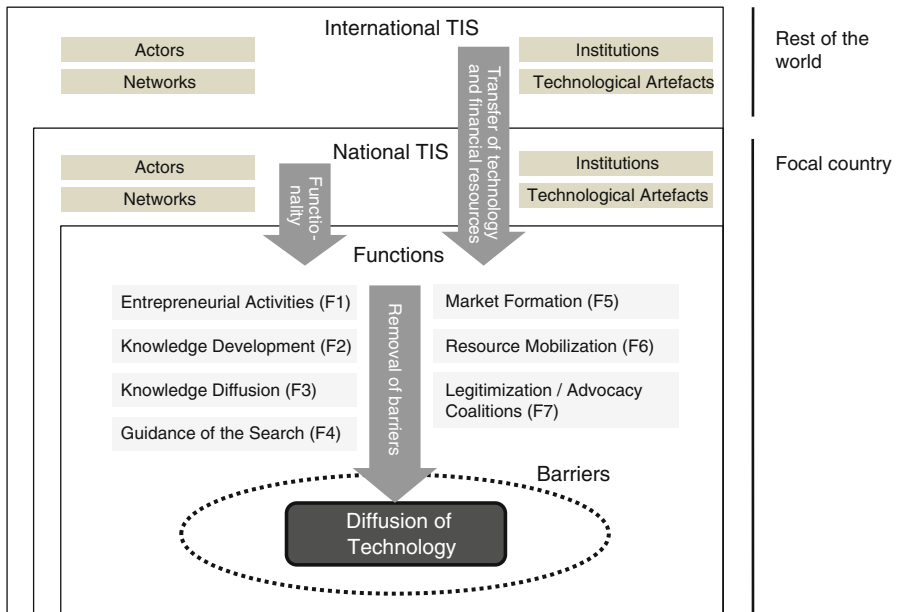 International TIS
Actors
Networks
Institutions
Technological Artefacts
Transfer of technology
and financial resources
Rest of the
world
National TIS
Actors
Networks
Institutions
Technological Artefacts
Functio-
nality
Focal country
Functions
Entrepreneurial Activities (F1)
Knowledge Development (F2)
Knowledge Diffusion (F3)
Guidance of the Search (F4)
Removal of barriers
Market Formation (F5)
Resource Mobilization (F6)
Legitimization / Advocacy
Coalitions (F7)
Barriers
Diffusion of
Technology